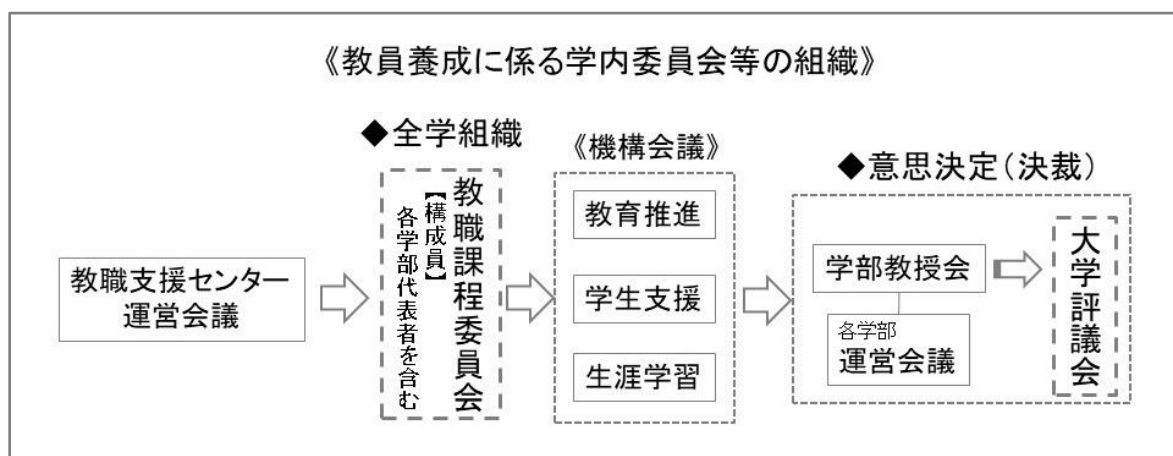 《教員養成に係る学内委員会等の組織》
◆全学組織
《機構会議》
◆意思決定（決裁）
教職支援センター
運営会議
教職課程委員会
【構成員】
各学部代表者を含む
教育推進
学生支援
生涯学習
学部教授会
各学部
運営会議
大学評議会